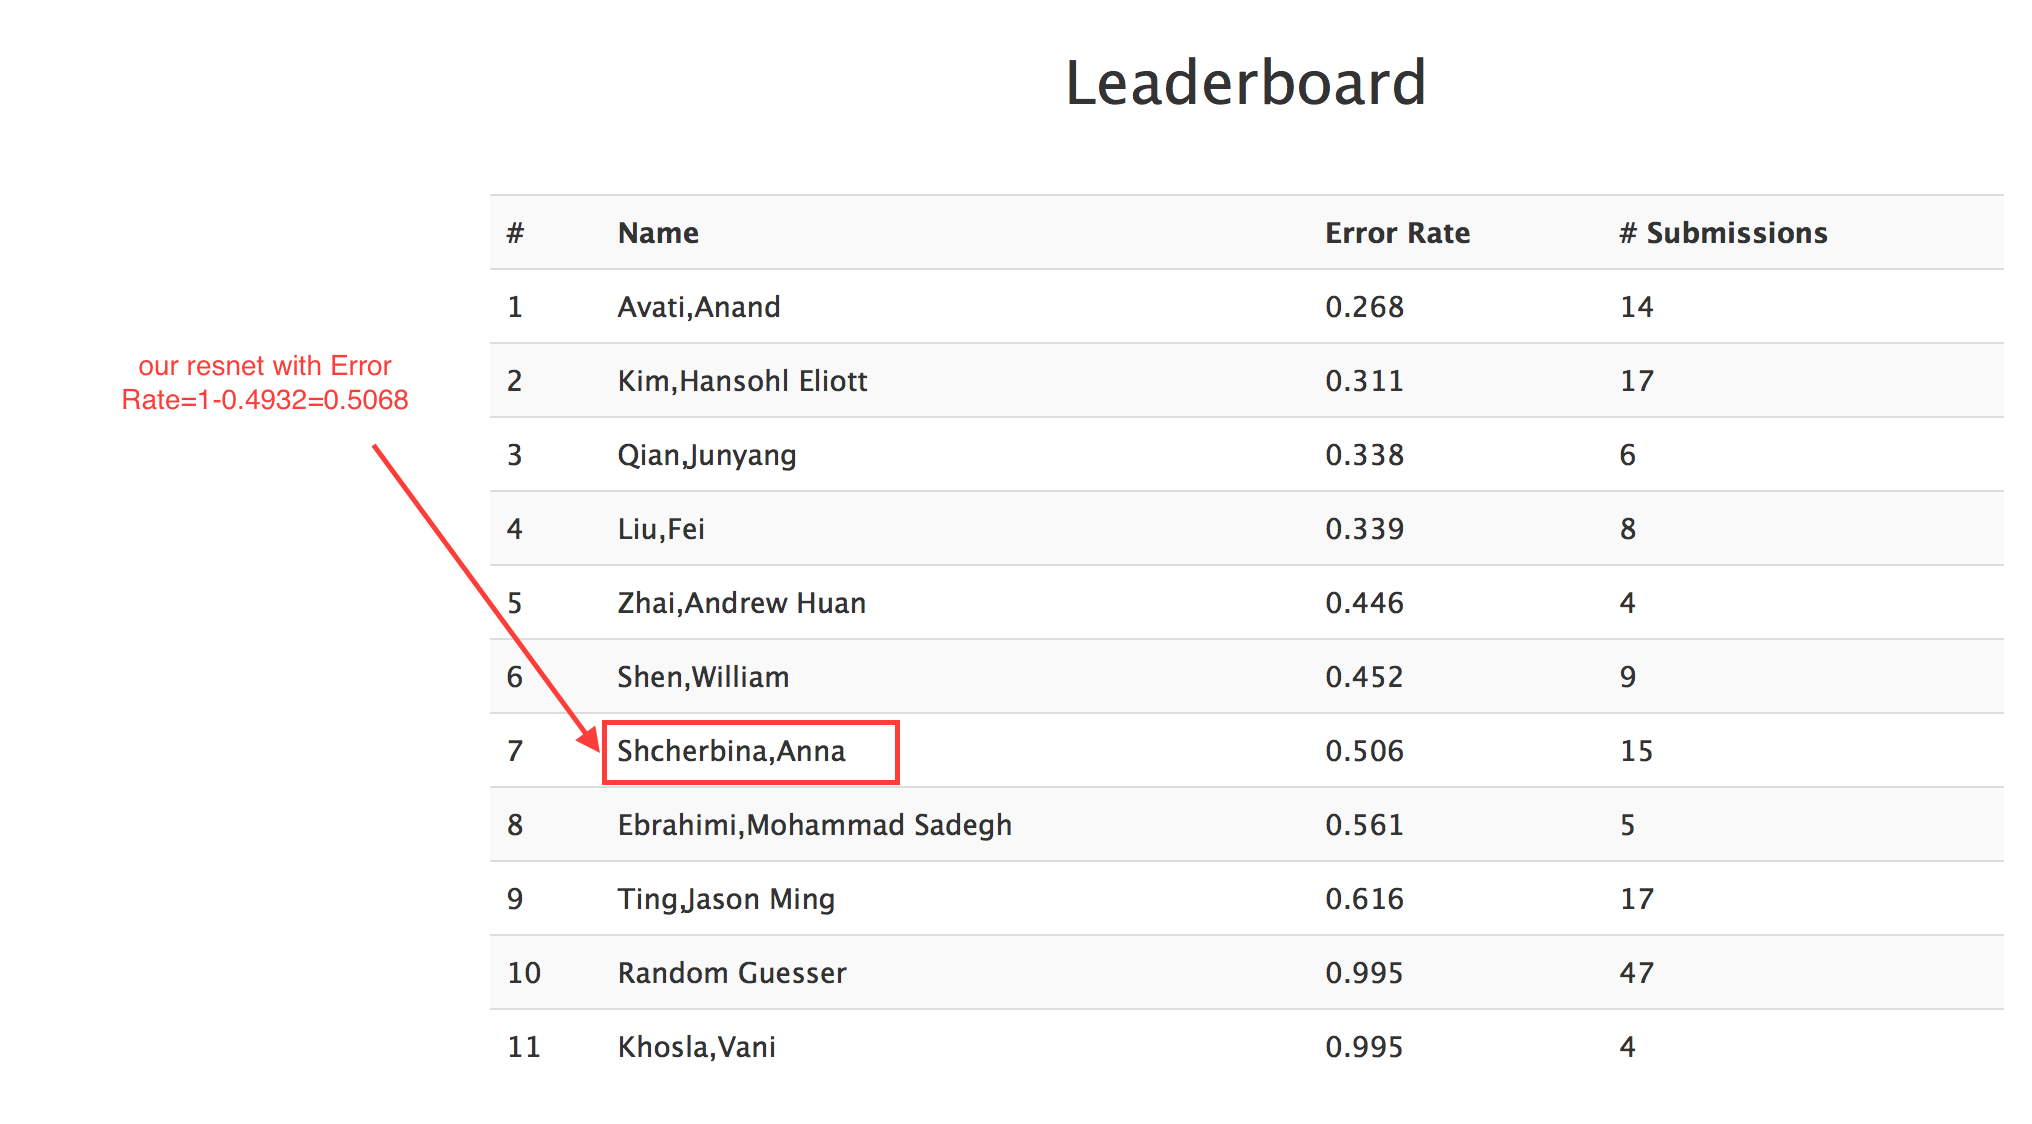 Leaderboard
# Name Error Rate # Submissions
1 Avati,Anand 0.268 14
2 Kim,Hansohl Eliott 0.311 17
our resnet with Error
Rate=1-0.4932=0.5068
3 Qian,Junyang 0.338 6
4 Liu,Fei 0.339 8
5 Zhai,Andrew Huan 0.446 4
6 Shen,William 0.452 9
7 Shcherbina,Anna 0.506 15
8 Ebrahimi,Mohammad Sadegh 0.561 5
9 Ting,Jason Ming 0.616 17
10 Random Guesser 0.995 47
11 Khosla,Vani 0.995 4